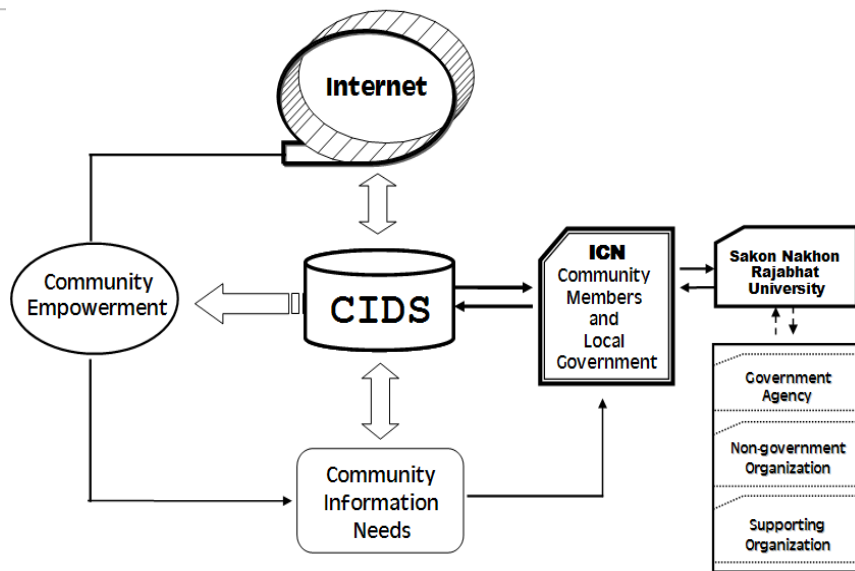 Internet
Community
Empowerment
CIDS
ICN
Community
Members
and
Local
Government
Sakon Nakhon
Rajabhat
University
Government
Agency
Non-government
Organization
Supporting
Organization
Community
Information
Needs